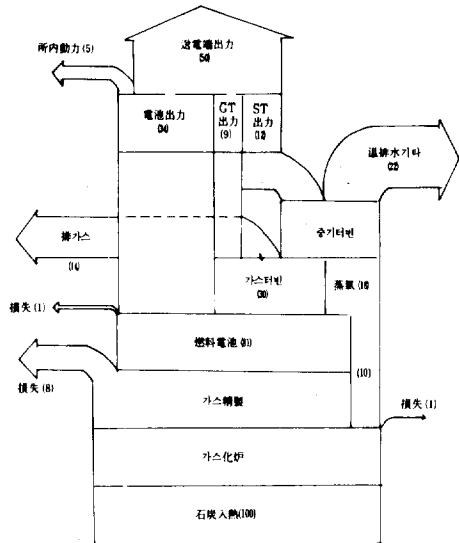 送電端出力
(50)
所内動力 (5)
電池出力
(34)
GT
出力
(9)
ST
出力
(12)
温排水기타
(22)
排가스
(14)
증기터빈
가스터빈
(30)
蒸氣 (16)
損失 (1)
燃料電池 (81)
(10)
損失 (8)
가스精製
損失 (1)
가스化炉
石炭入熱 (100)